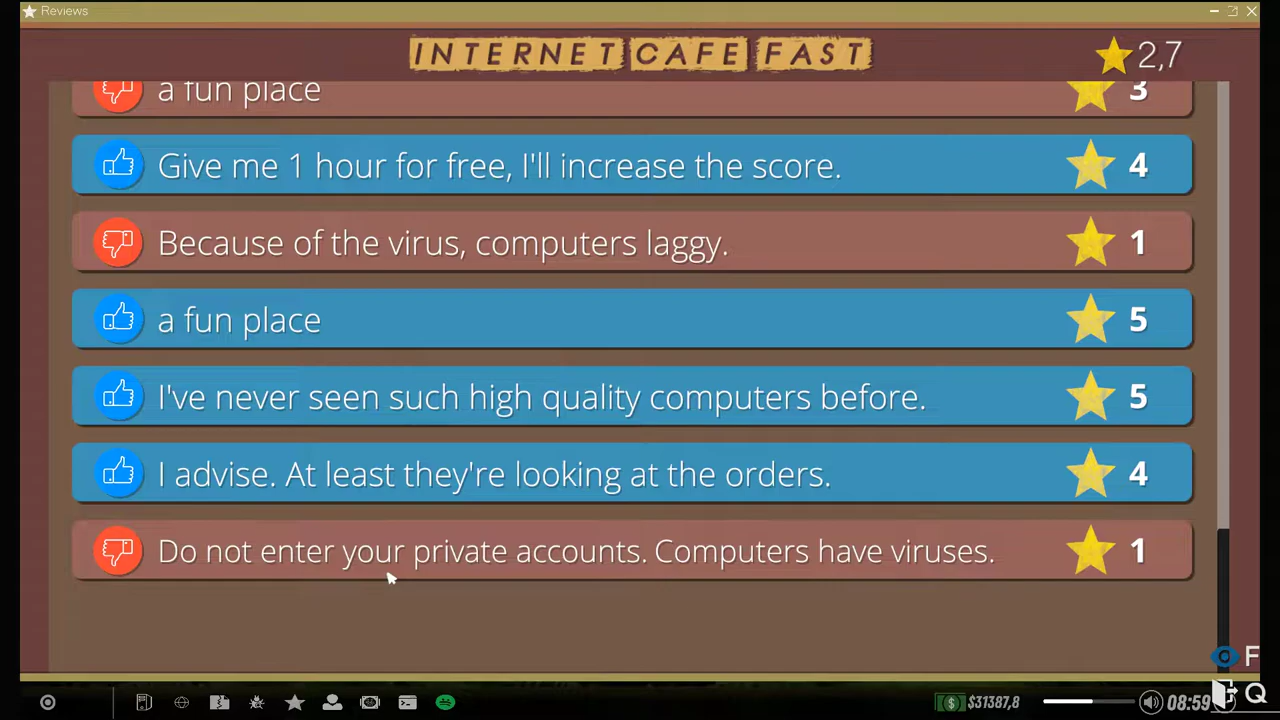 Reviews
INTERNET CAFE FAST
2,7
a fun place 3
Give me 1 hour for free, I'll increase the score. 4
Because of the virus, computers laggy. 1
a fun place 5
I've never seen such high quality computers before. 5
I advise. At least they're looking at the orders. 4
Do not enter your private accounts. Computers have viruses. 1
F
$31387,8 08:59 Q